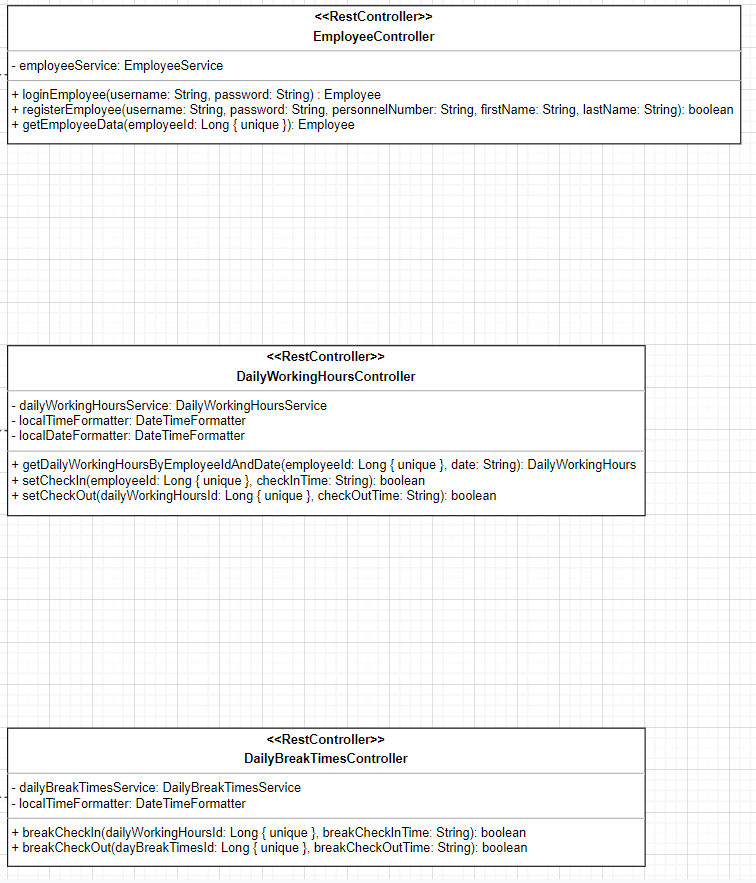 <<RestController>>
EmployeeController
- employeeService: EmployeeService
+ loginEmployee(username: String, password: String) : Employee
+ registerEmployee(username: String, password: String, personnelNumber: String, firstName: String, lastName: String): boolean
+ getEmployeeData(employeeId: Long { unique }): Employee
<<RestController>>
DailyWorkingHoursController
- dailyWorkingHoursService: DailyWorkingHoursService
- localTimeFormatter: DateTimeFormatter
- localDateFormatter: DateTimeFormatter
+ getDailyWorkingHoursByEmployeeIdAndDate(employeeId: Long { unique }, date: String): DailyWorkingHours
+ setCheckIn(employeeId: Long { unique }, checkInTime: String): boolean
+ setCheckOut(dailyWorkingHoursId: Long { unique }, checkOutTime: String): boolean
<<RestController>>
DailyBreakTimesController
- dailyBreakTimesService: DailyBreakTimesService
- localTimeFormatter: DateTimeFormatter
+ breakCheckIn(dailyWorkingHoursId: Long { unique }, breakCheckInTime: String): boolean
+ breakCheckOut(dayBreakTimesId: Long { unique }, breakCheckOutTime: String): boolean